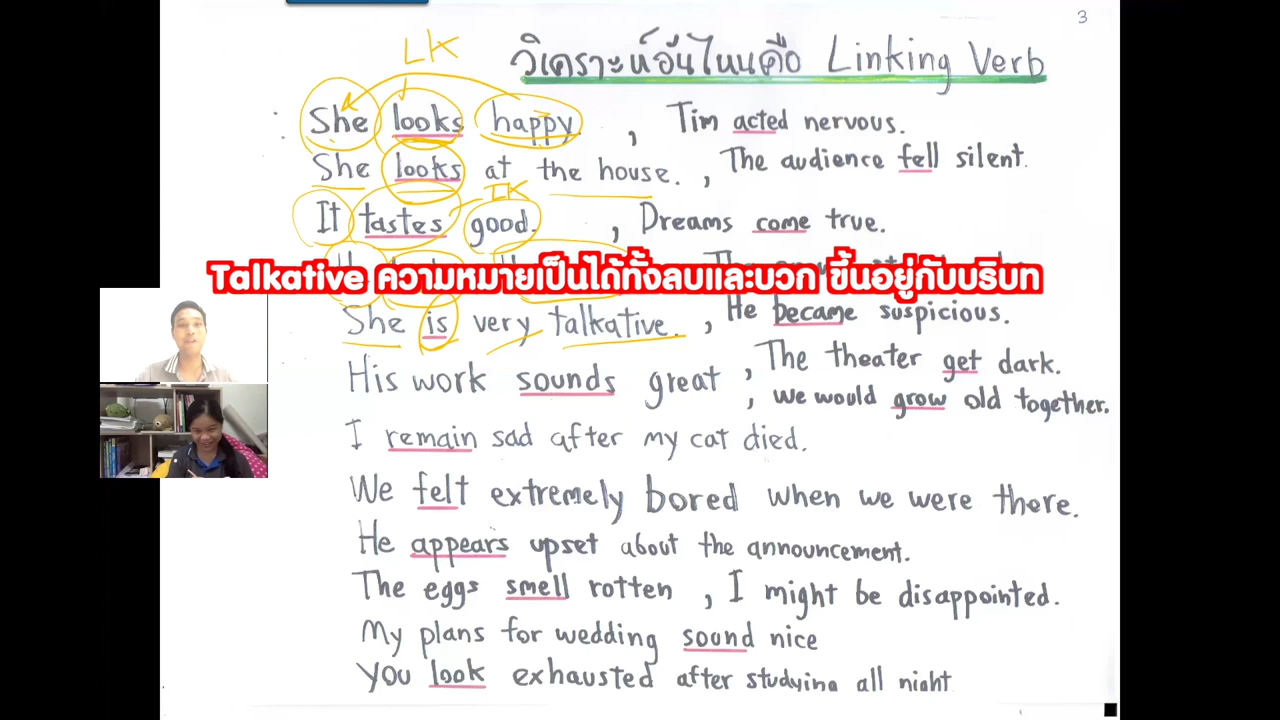 3
LK
วิเคราะห์อันไหนคือ Linking Verb
She looks happy. , Tim acted nervous.
She looks at the house. , The audience fell silent.
LK
It tastes good. , Dreams come true.
Talkative ความหมายเป็นได้ทั้งลบและบวก ขึ้นอยู่กับบริบท
She is very talkative. , He became suspicious.
His work sounds great , The theater get dark.
, we would grow old together.
I remain sad after my cat died.
We felt extremely bored when we were there.
He appears upset about the announcement.
The eggs smell rotten , I might be disappointed.
My plans for wedding sound nice
You look exhausted after studying all night